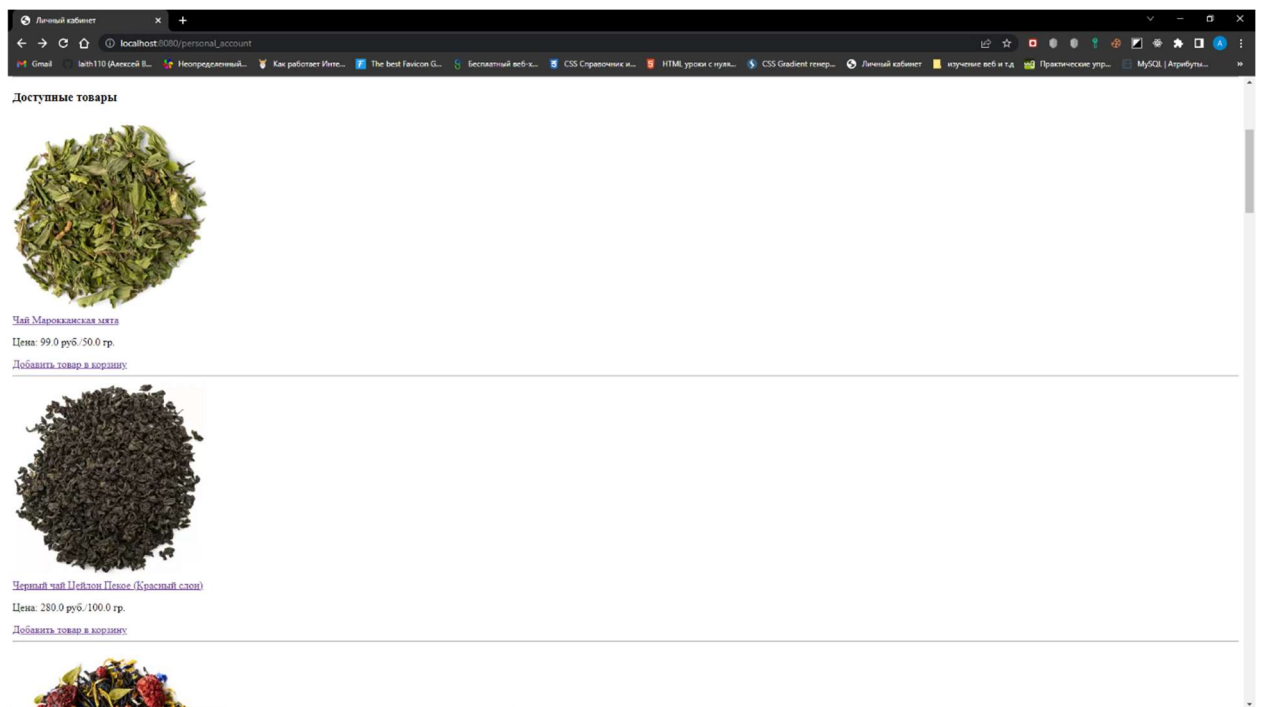 Личный кабинет
localhost:8080/personal_account
Gmail laith110 (Алексей В... Неопределенный... Как работает Инте... The best Favicon G... Бесплатный веб-х... CSS Справочник и... HTML уроки с нуля... CSS Gradient генер... Личный кабинет изучение веб и т.д Практические упр... MySQL | Атрибуты... »
Доступные товары
Чай Марокканская мята
Цена: 99.0 руб./50.0 гр.
Добавить товар в корзину
Черный чай Цейлон Пекое (Красный слон)
Цена: 280.0 руб./100.0 гр.
Добавить товар в корзину